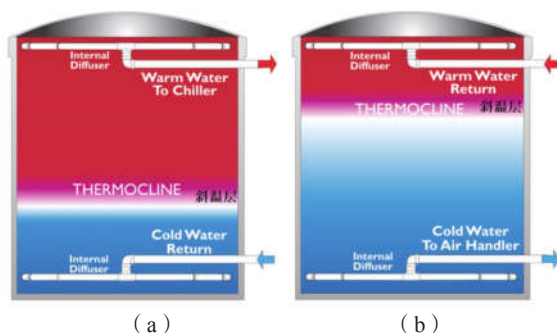 Internal
Diffuser
Warm Water
To Chiller
THERMOCLINE
斜温层
Cold Water
Return
Internal
Diffuser
(a)
Internal
Diffuser
Warm Water
Return
THERMOCLINE
斜温层
Cold Water
To Air Handler
Internal
Diffuser
(b)